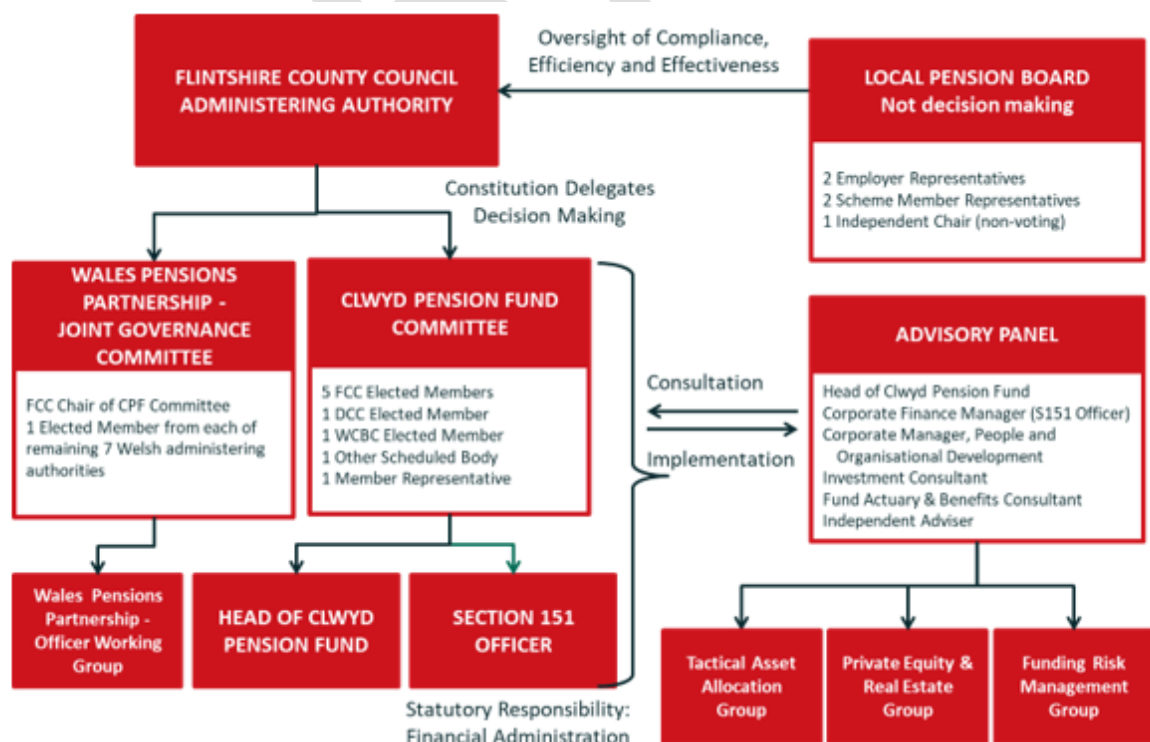 Oversight of Compliance,
Efficiency and Effectiveness
FLINTSHIRE COUNTY COUNCIL
ADMINISTERING AUTHORITY
LOCAL PENSION BOARD
Not decision making
2 Employer Representatives
2 Scheme Member Representatives
1 Independent Chair (non-voting)
Constitution Delegates
Decision Making
WALES PENSIONS
PARTNERSHIP -
JOINT GOVERNANCE
COMMITTEE
FCC Chair of CPF Committee
1 Elected Member from each of
remaining 7 Welsh administering
authorities
CLWYD PENSION FUND
COMMITTEE
5 FCC Elected Members
1 DCC Elected Member
1 WCBC Elected Member
1 Other Scheduled Body
1 Member Representative
Consultation
Implementation
ADVISORY PANEL
Head of Clwyd Pension Fund
Corporate Finance Manager (S151 Officer)
Corporate Manager, People and
Organisational Development
Investment Consultant
Fund Actuary & Benefits Consultant
Independent Adviser
Wales Pensions
Partnership -
Officer Working
Group
HEAD OF CLWYD
PENSION FUND
SECTION 151
OFFICER
Statutory Responsibility:
Financial Administration
Tactical Asset
Allocation
Group
Private Equity &
Real Estate
Group
Funding Risk
Management
Group